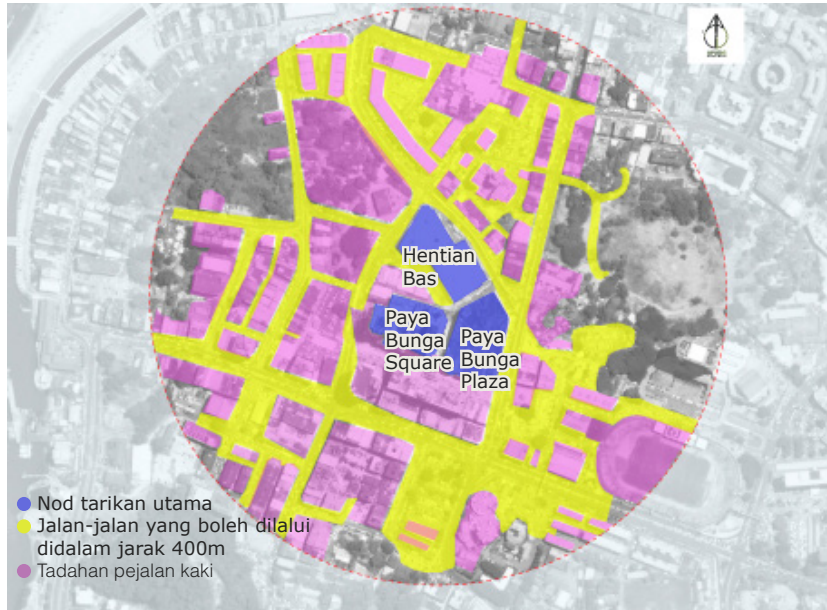 Hentian
Bas
Paya
Bunga
Square
Paya
Bunga
Plaza
Nod tarikan utama
Jalan-jalan yang boleh dilalui
didalam jarak 400m
Tadahan pejalan kaki